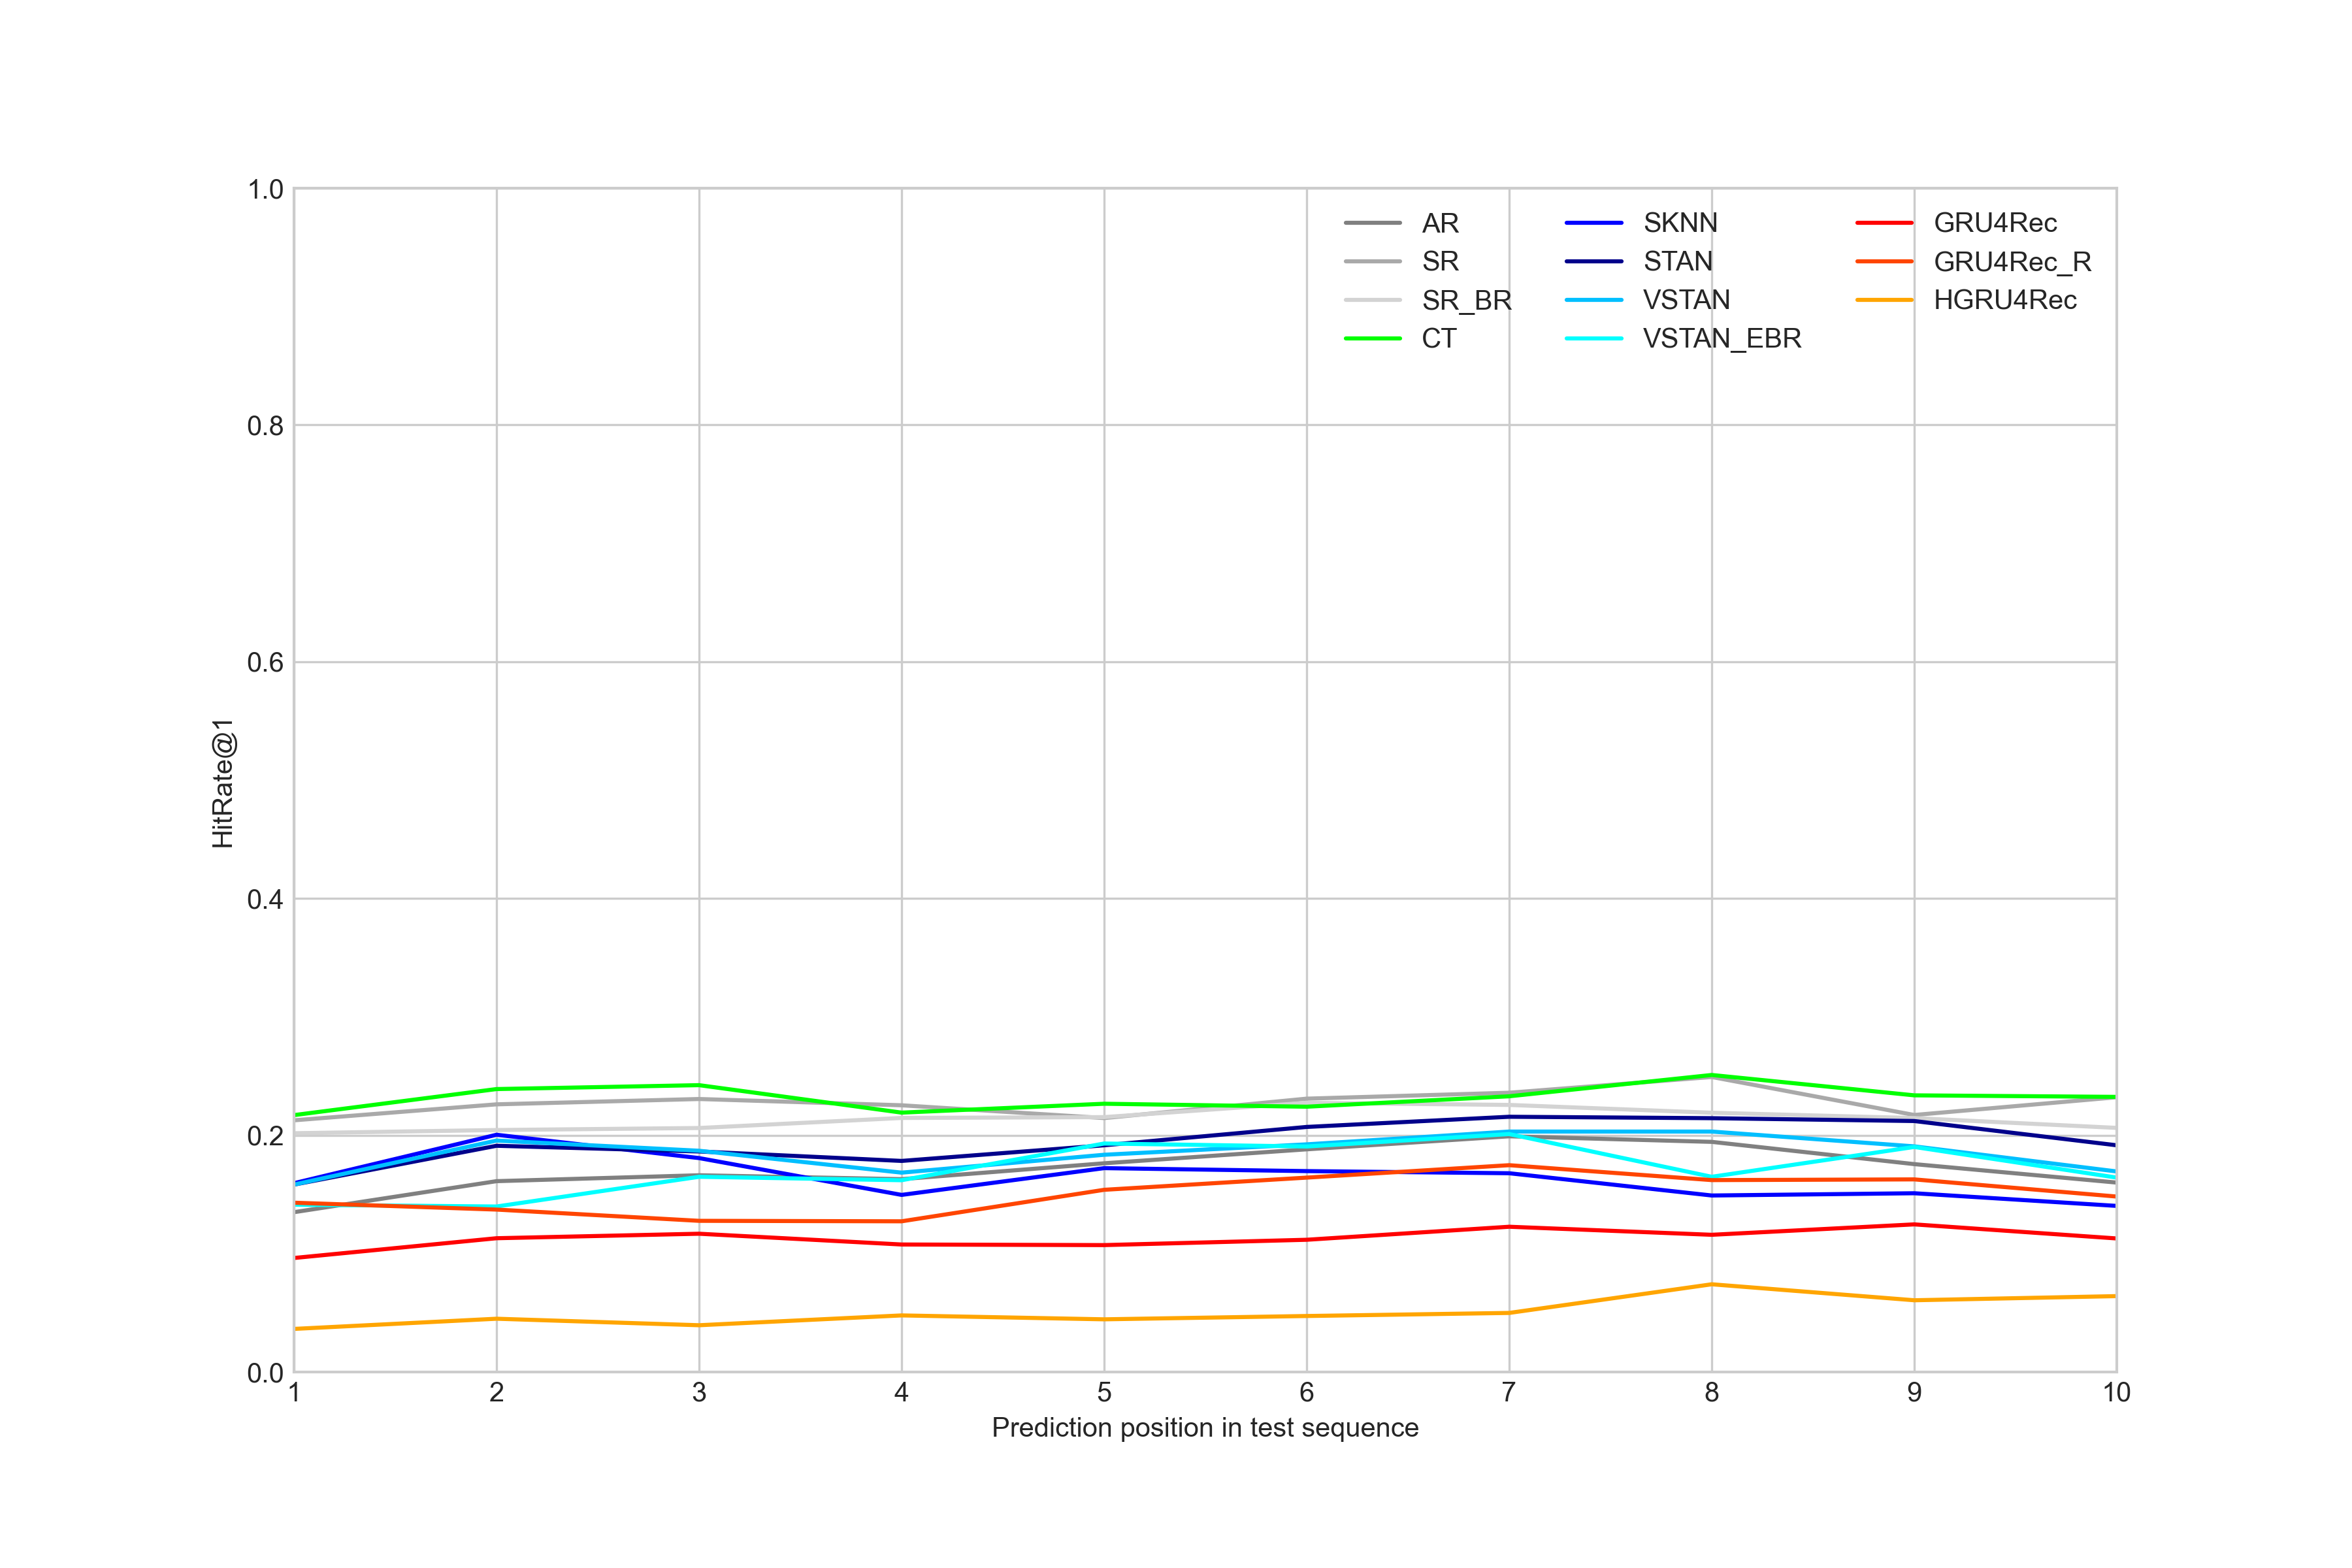 1.0
0.8
0.6
0.4
0.2
0.0
HitRate@1
AR
SR
SR_BR
CT
SKNN
STAN
VSTAN
VSTAN_EBR
GRU4Rec
GRU4Rec_R
HGRU4Rec
1 2 3 4 5 6 7 8 9 10
Prediction position in test sequence